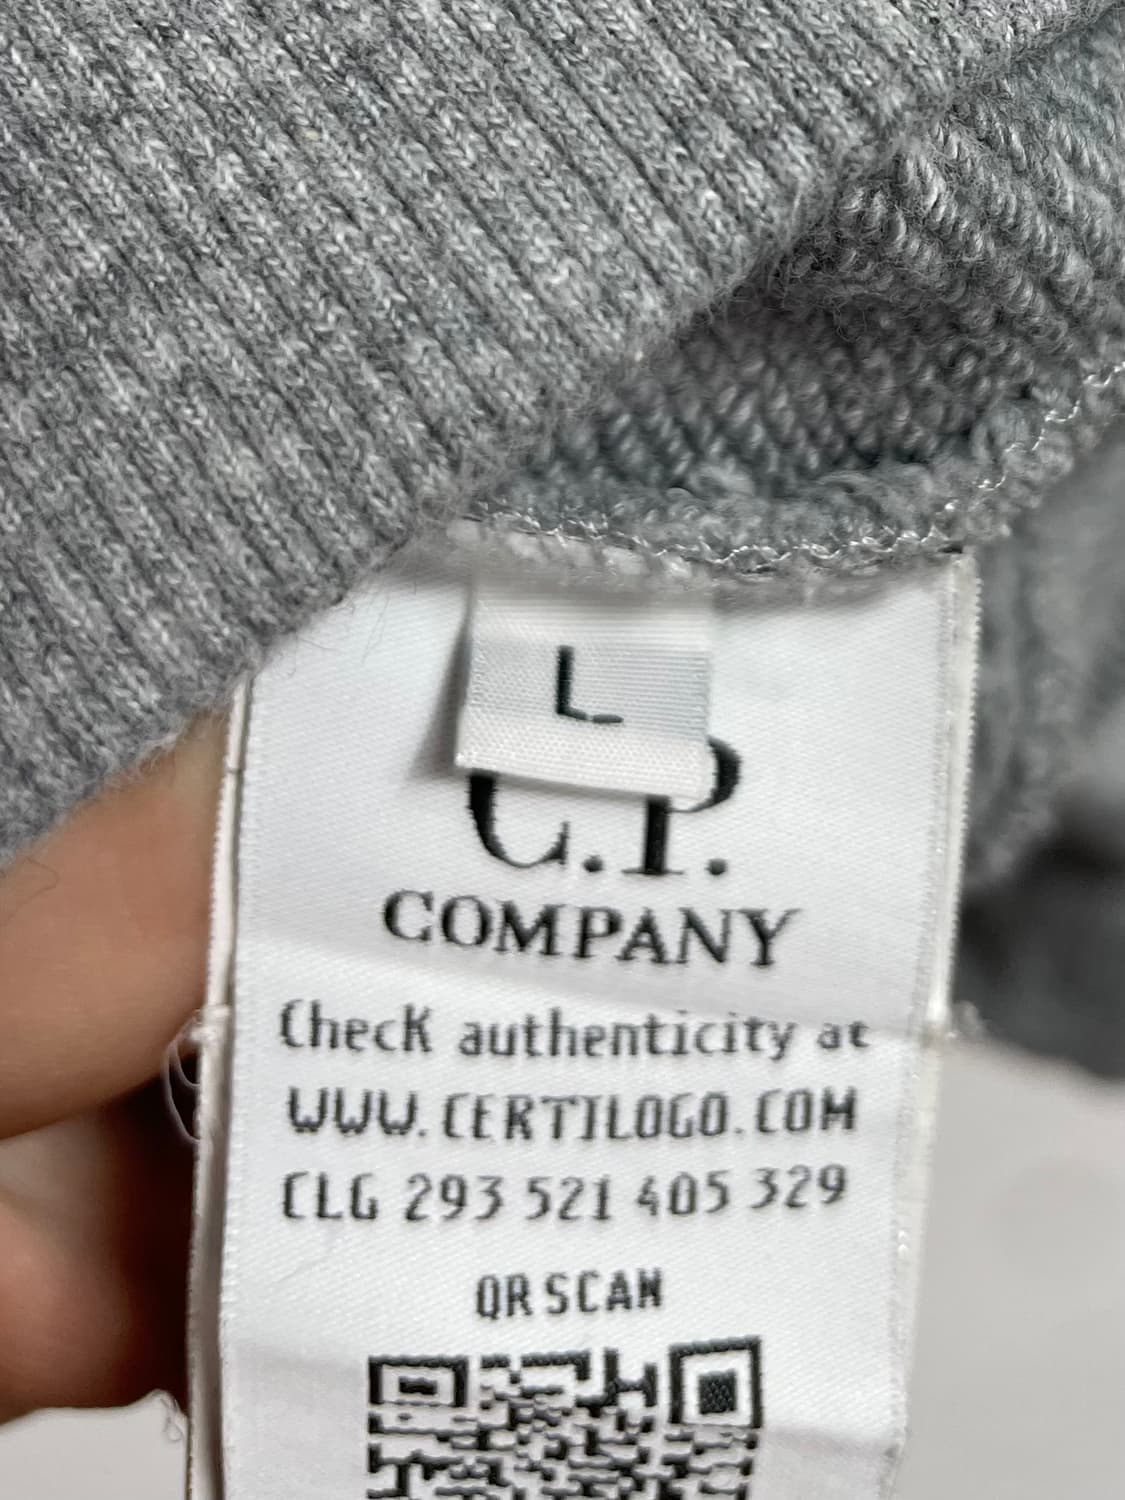 L
C.P.
COMPANY
Check authenticity at
WWW.CERTILOGO.COM
CLG 293 521 405 329
QR SCAN